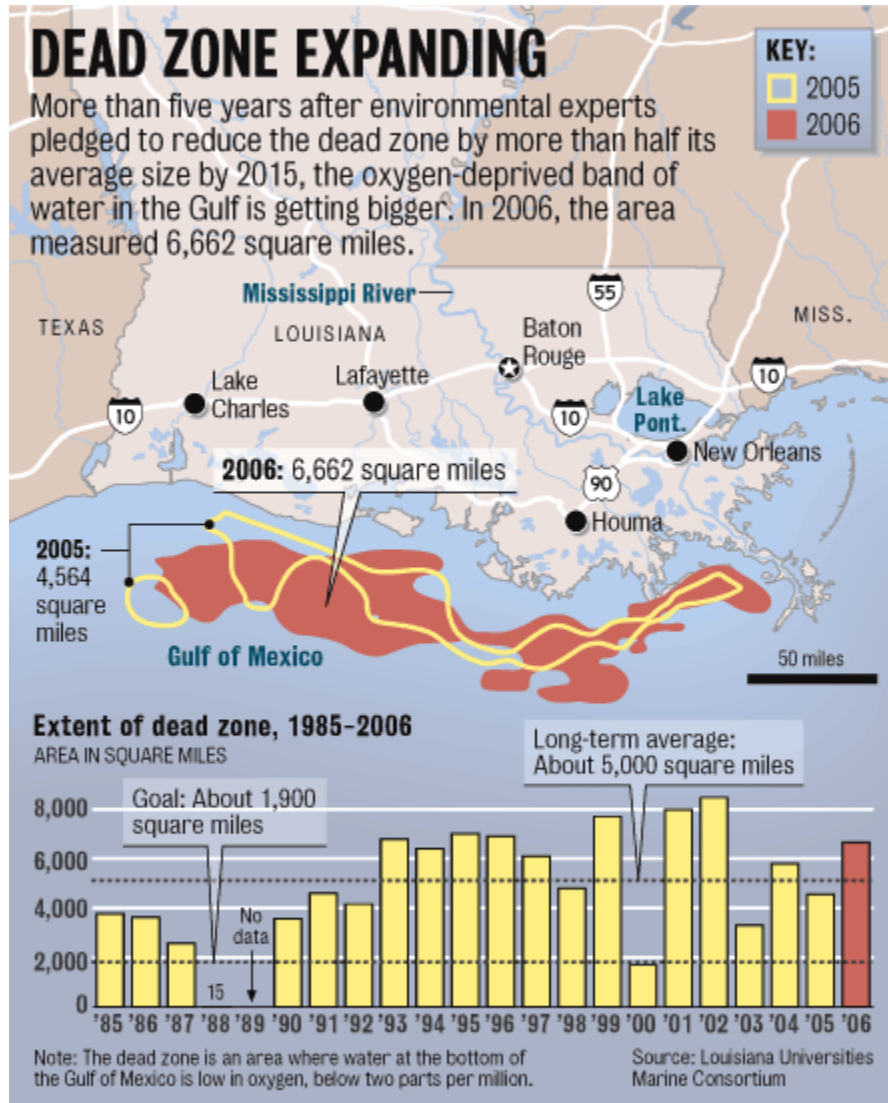 DEAD ZONE EXPANDING
More than five years after environmental experts
pledged to reduce the dead zone by more than half its
average size by 2015, the oxygen-deprived band of
water in the Gulf is getting bigger. In 2006, the area
measured 6,662 square miles.
KEY:
2005
2006
Mississippi River
55
TEXAS
LOUISIANA
MISS.
Baton
Rouge
Lake
Charles
Lafayette
10
10
10
Lake
Pont.
New Orleans
2006: 6,662 square miles
90
Houma
2005:
4,564
square
miles
Gulf of Mexico
50 miles
Extent of dead zone, 1985–2006
AREA IN SQUARE MILES
Long-term average:
About 5,000 square miles
Goal: About 1,900
square miles
8,000
6,000
4,000
2,000
0
No
data
15
'85 '86 '87 '88 '89 '90 '91 '92 '93 '94 '95 '96 '97 '98 '99 '00 '01 '02 '03 '04 '05 '06
Note: The dead zone is an area where water at the bottom of
the Gulf of Mexico is low in oxygen, below two parts per million.
Source: Louisiana Universities
Marine Consortium